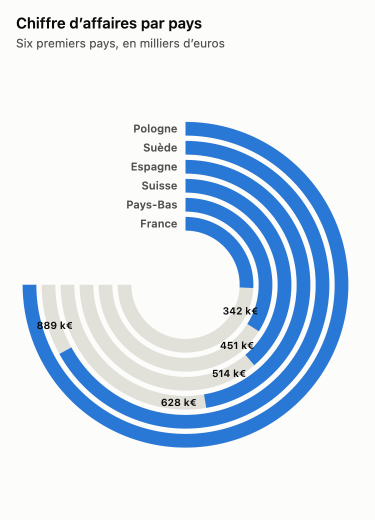 Chiffre d’affaires par pays
Six premiers pays, en milliers d’euros
Pologne
Suède
Espagne
Suisse
Pays-Bas
France
342 k€
889 k€
451 k€
514 k€
628 k€